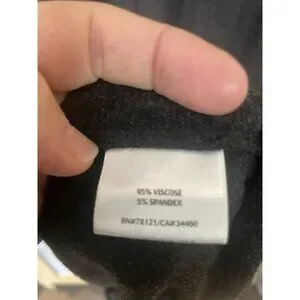 95% VISCOSE
5% SPANDEX
RN#78121/CA#34460